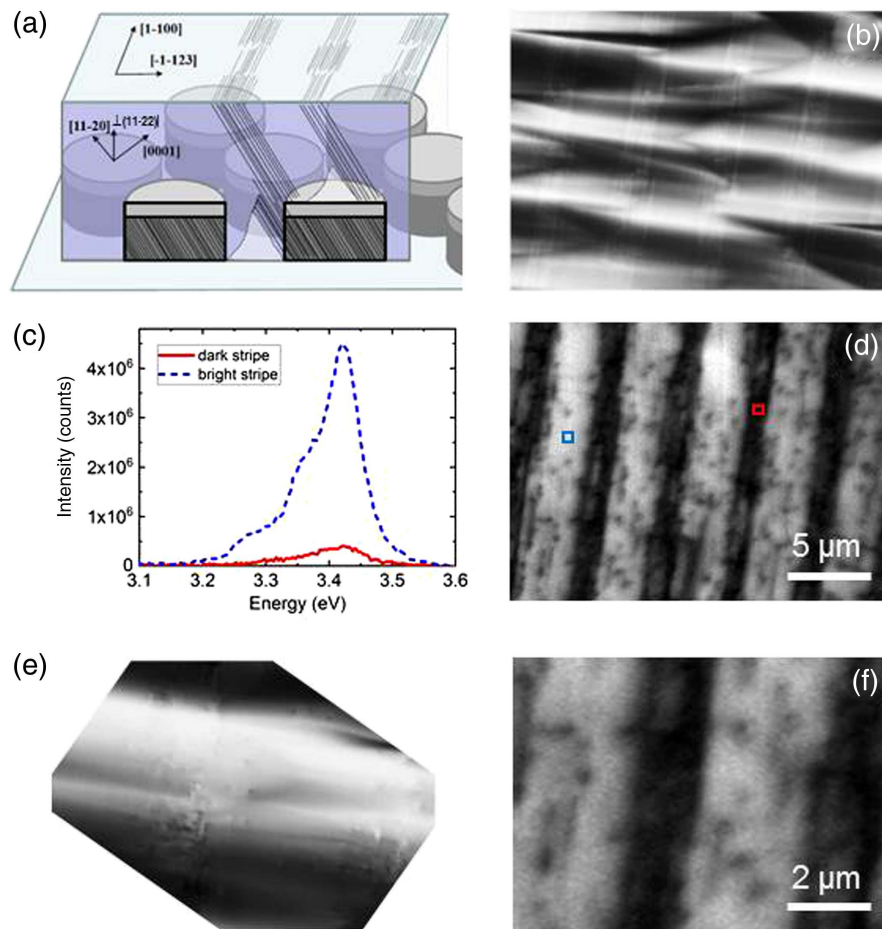 (a)
[1-100]
[-1-123]
[11-20]
⊥(11-22)
[0001]
(b)
(c)
dark stripe
bright stripe
Intensity (counts)
4x10⁶
3x10⁶
2x10⁶
1x10⁶
0
3.1 3.2 3.3 3.4 3.5 3.6
Energy (eV)
(d)
5 µm
(e)
(f)
2 µm